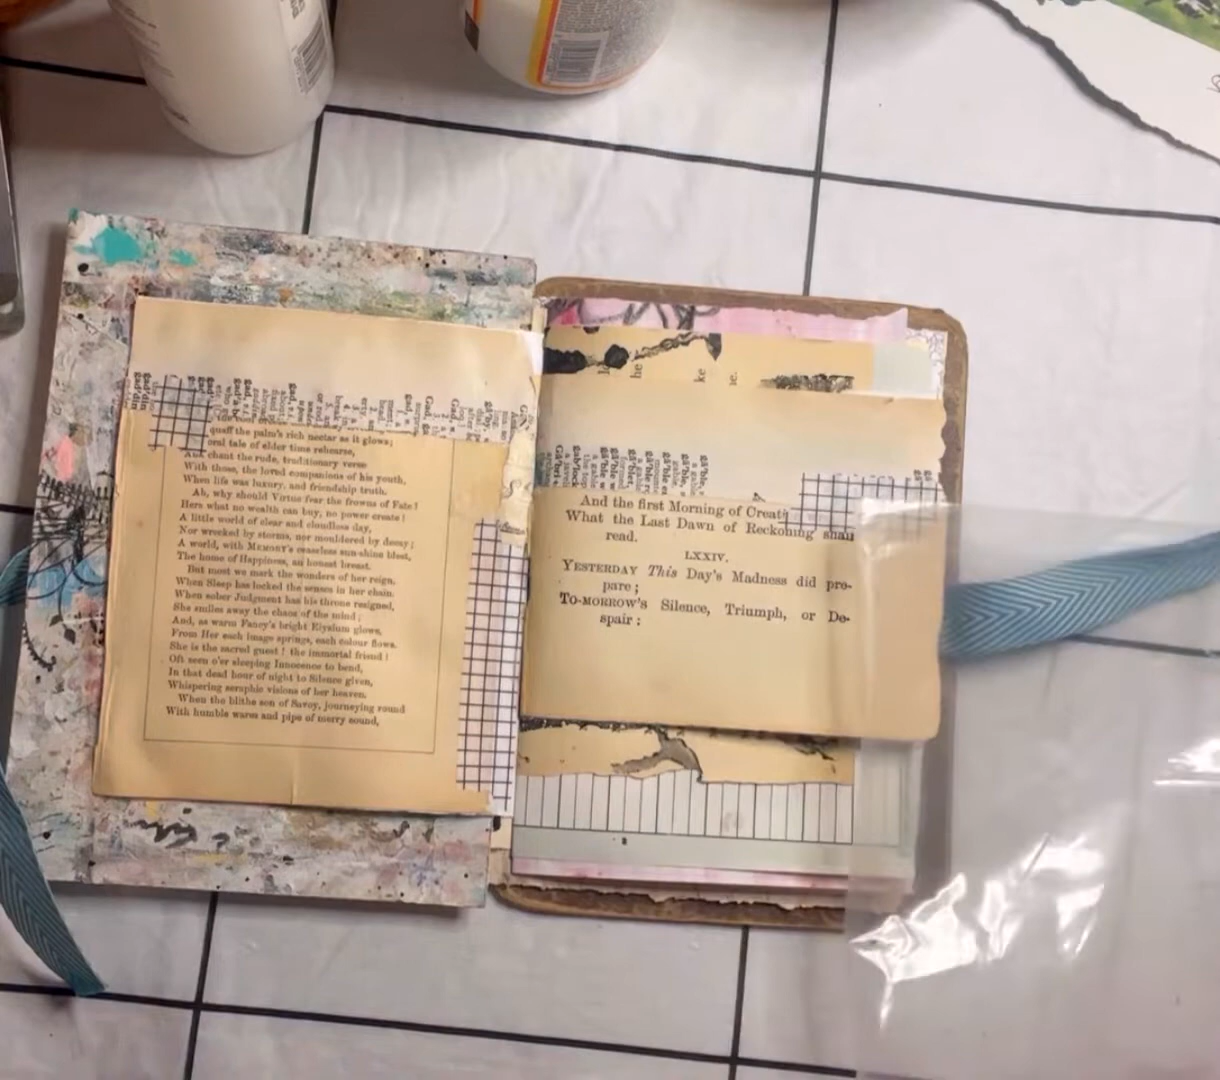 quaff the palm's rich nectar as it glows;
oral tale of elder time rehearse,
chant the rude, traditionary verse
With those, the loved companions of his youth,
When life was luxury, and friendship truth.
Ah, why should Virtue fear the frowns of Fate!
Hers what no wealth can buy, no power create!
A little world of clear and cloudless day,
Nor wrecked by storms, nor mouldered by decay;
A world, with MEMORY's ceaseless sun-shine blest,
The home of Happiness, an honest breast.
But most we mark the wonders of her reign,
When Sleep has locked the senses in her chain.
When sober Judgment has his throne resigned,
She smiles away the chaos of the mind;
And, as warm Fancy's bright Elysium glows,
From Her each image springs, each colour flows.
She is the sacred guest! the immortal friend!
Oft seen o'er sleeping Innocence to bend,
In that dead hour of night to Silence given,
Whispering seraphic visions of her heaven.
When the blithe son of Savoy, journeying round
With humble wares and pipe of merry sound,
he
ke
e.
And the first Morning of Creati
What the Last Dawn of Reckoning shall
read.
LXXIV.
YESTERDAY This Day's Madness did pre-
pare;
TO-MORROW's Silence, Triumph, or De-
spair: